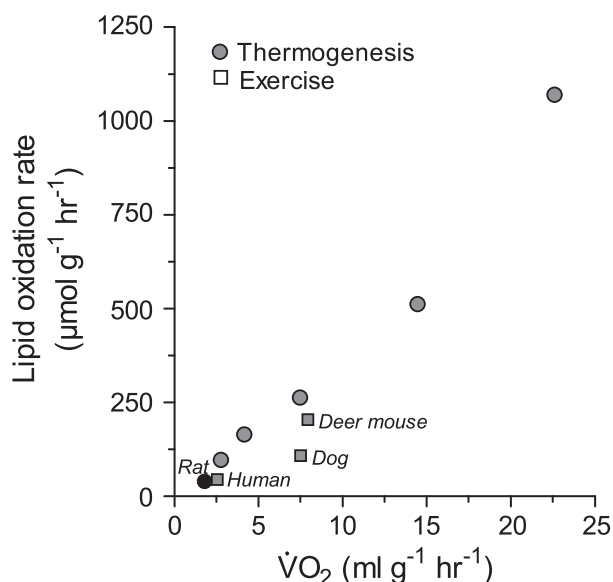 1250
1000
750
500
250
0
0 5 10 15 20 25
Thermogenesis
Exercise
Deer mouse
Dog
Rat
Human
Lipid oxidation rate
(μmol g⁻¹ hr⁻¹)
V̇O₂ (ml g⁻¹ hr⁻¹)